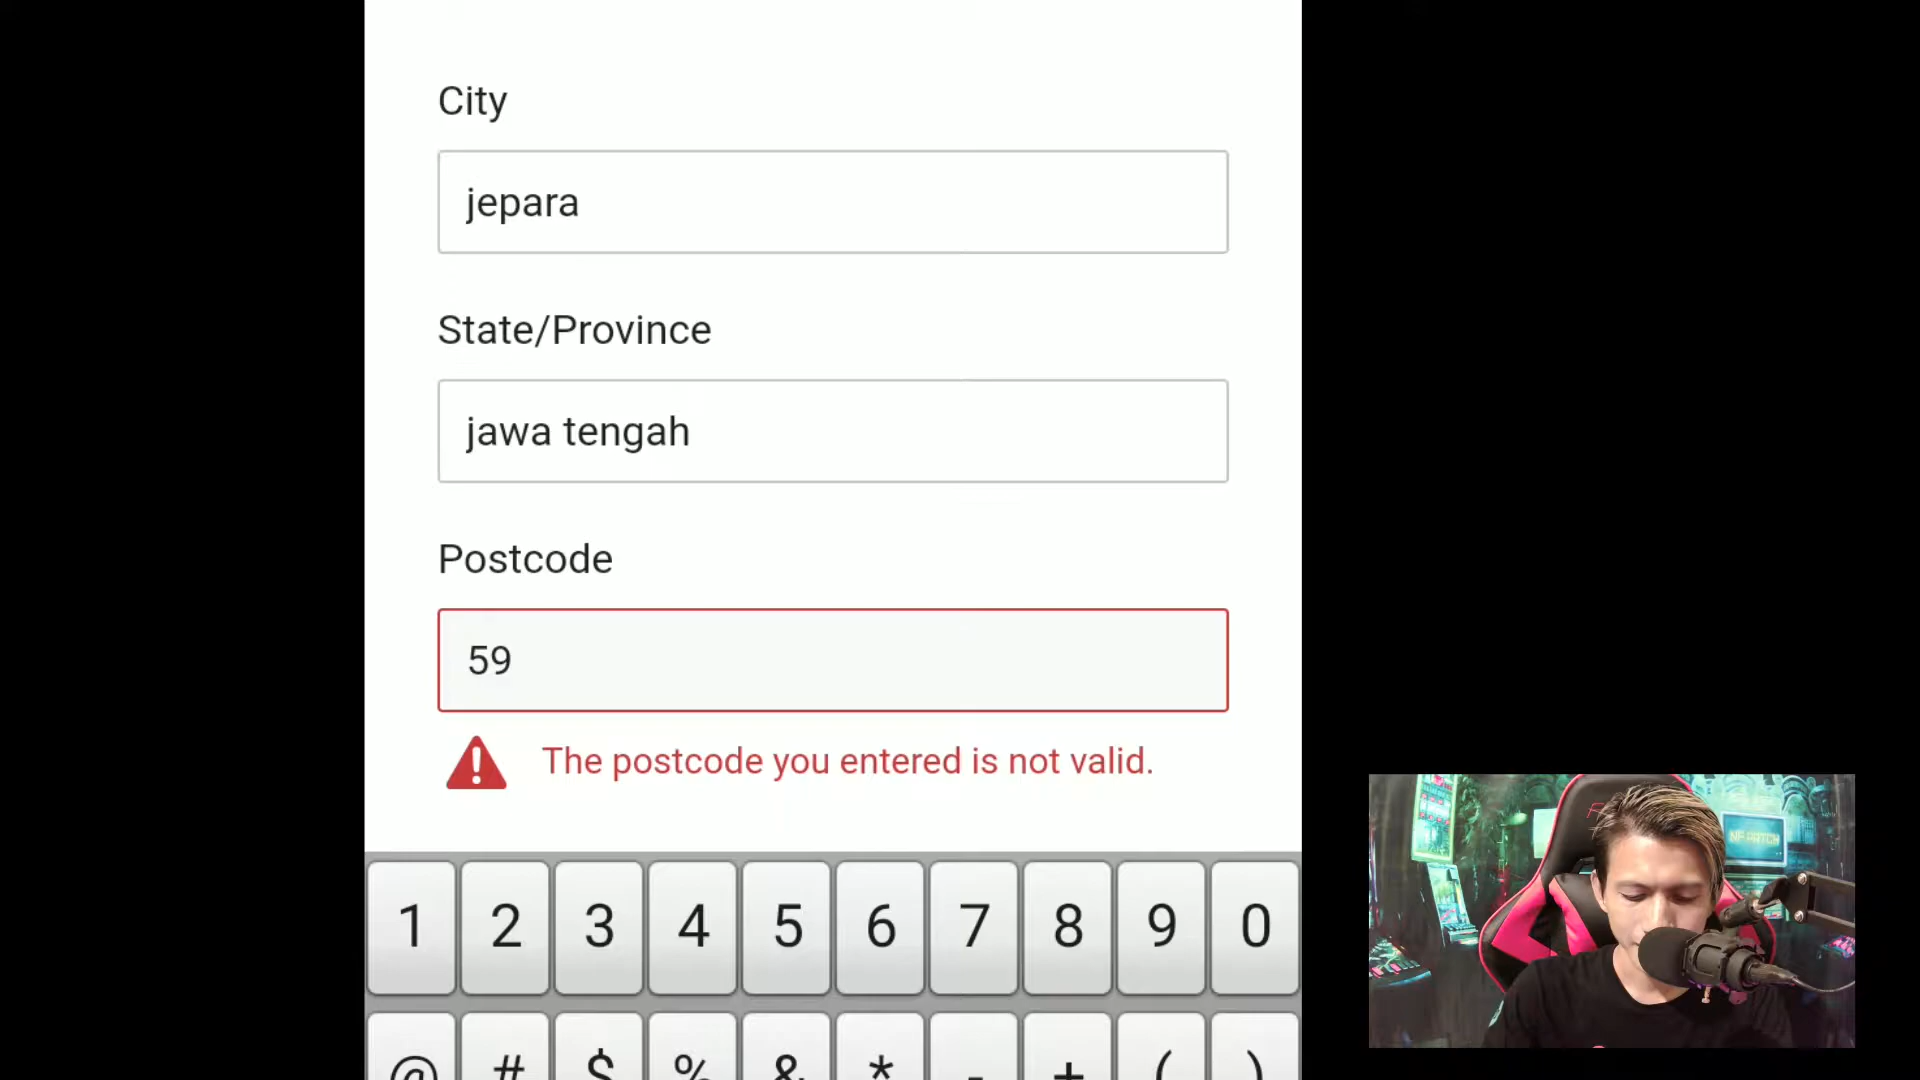 City
jepara
State/Province
jawa tengah
Postcode
59
The postcode you entered is not valid.
1 2 3 4 5 6 7 8 9 0
@ # $ % & * - + ( )